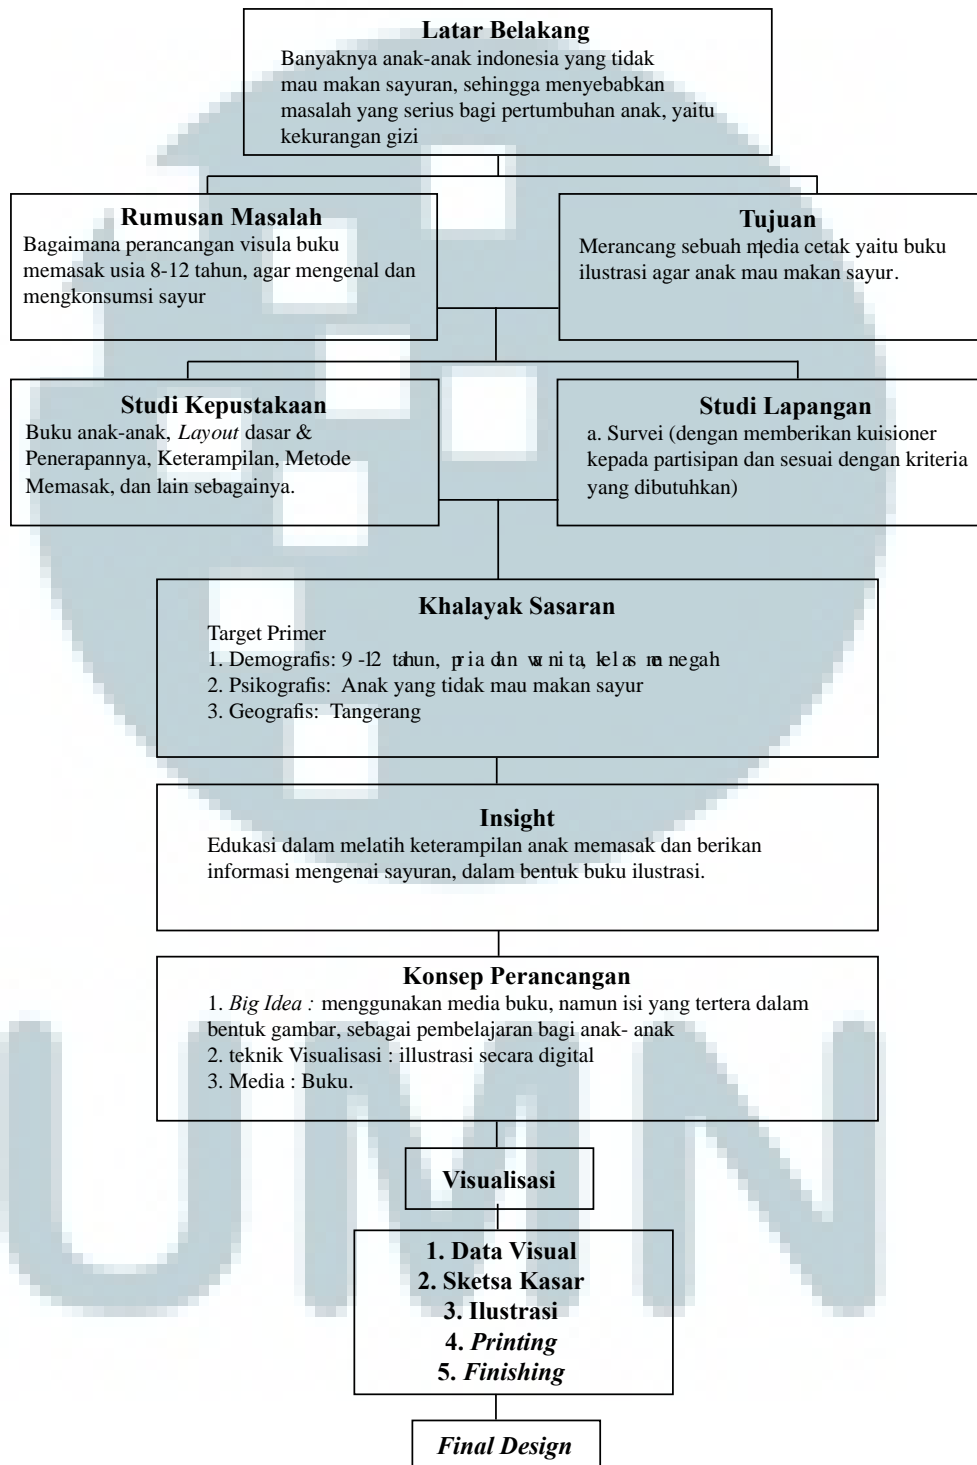 Latar Belakang
Banyaknya anak-anak indonesia yang tidak
mau makan sayuran, sehingga menyebabkan
masalah yang serius bagi pertumbuhan anak, yaitu
kekurangan gizi
Rumusan Masalah
Bagaimana perancangan visula buku
memasak usia 8-12 tahun, agar mengenal dan
mengkonsumsi sayur
Tujuan
Merancang sebuah media cetak yaitu buku
ilustrasi agar anak mau makan sayur.
Studi Kepustakaan
Buku anak-anak, Layout dasar &
Penerapannya, Keterampilan, Metode
Memasak, dan lain sebagainya.
Studi Lapangan
a. Survei (dengan memberikan kuisioner
kepada partisipan dan sesuai dengan kriteria
yang dibutuhkan)
Khalayak Sasaran
Target Primer
1. Demografis: 9 -12 tahun, pria dan wanita, kelas menegah
2. Psikografis: Anak yang tidak mau makan sayur
3. Geografis: Tangerang
Insight
Edukasi dalam melatih keterampilan anak memasak dan berikan
informasi mengenai sayuran, dalam bentuk buku ilustrasi.
Konsep Perancangan
1. Big Idea : menggunakan media buku, namun isi yang tertera dalam
bentuk gambar, sebagai pembelajaran bagi anak- anak
2. teknik Visualisasi : illustrasi secara digital
3. Media : Buku.
Visualisasi
1. Data Visual
2. Sketsa Kasar
3. Ilustrasi
4. Printing
5. Finishing
Final Design
UMN